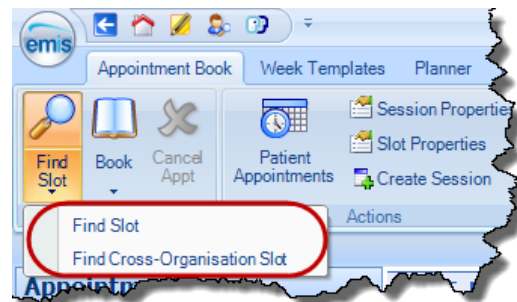 emis
Appointment Book Week Templates Planner
Find Slot
Book
Cancel Appt
Patient Appointments
Session Properties
Slot Properties
Create Session
Actions
Find Slot
Find Cross-Organisation Slot